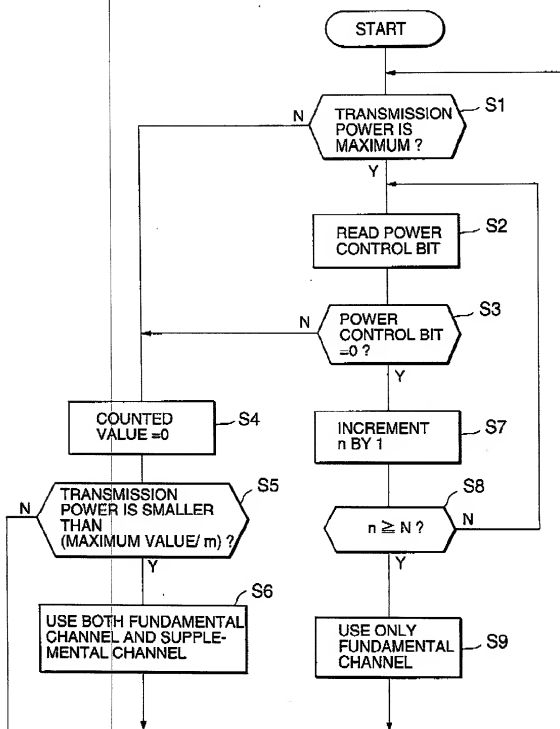 START
N
TRANSMISSION
POWER IS
MAXIMUM ?
S1
Y
READ POWER
CONTROL BIT
S2
N
POWER
CONTROL BIT
=0 ?
S3
Y
COUNTED
VALUE =0
S4
INCREMENT
n BY 1
S7
N
TRANSMISSION
POWER IS SMALLER
THAN
(MAXIMUM VALUE/ m) ?
S5
Y
n ≧ N ?
S8
N
Y
USE BOTH FUNDAMENTAL
CHANNEL AND SUPPLE-
MENTAL CHANNEL
S6
USE ONLY
FUNDAMENTAL
CHANNEL
S9